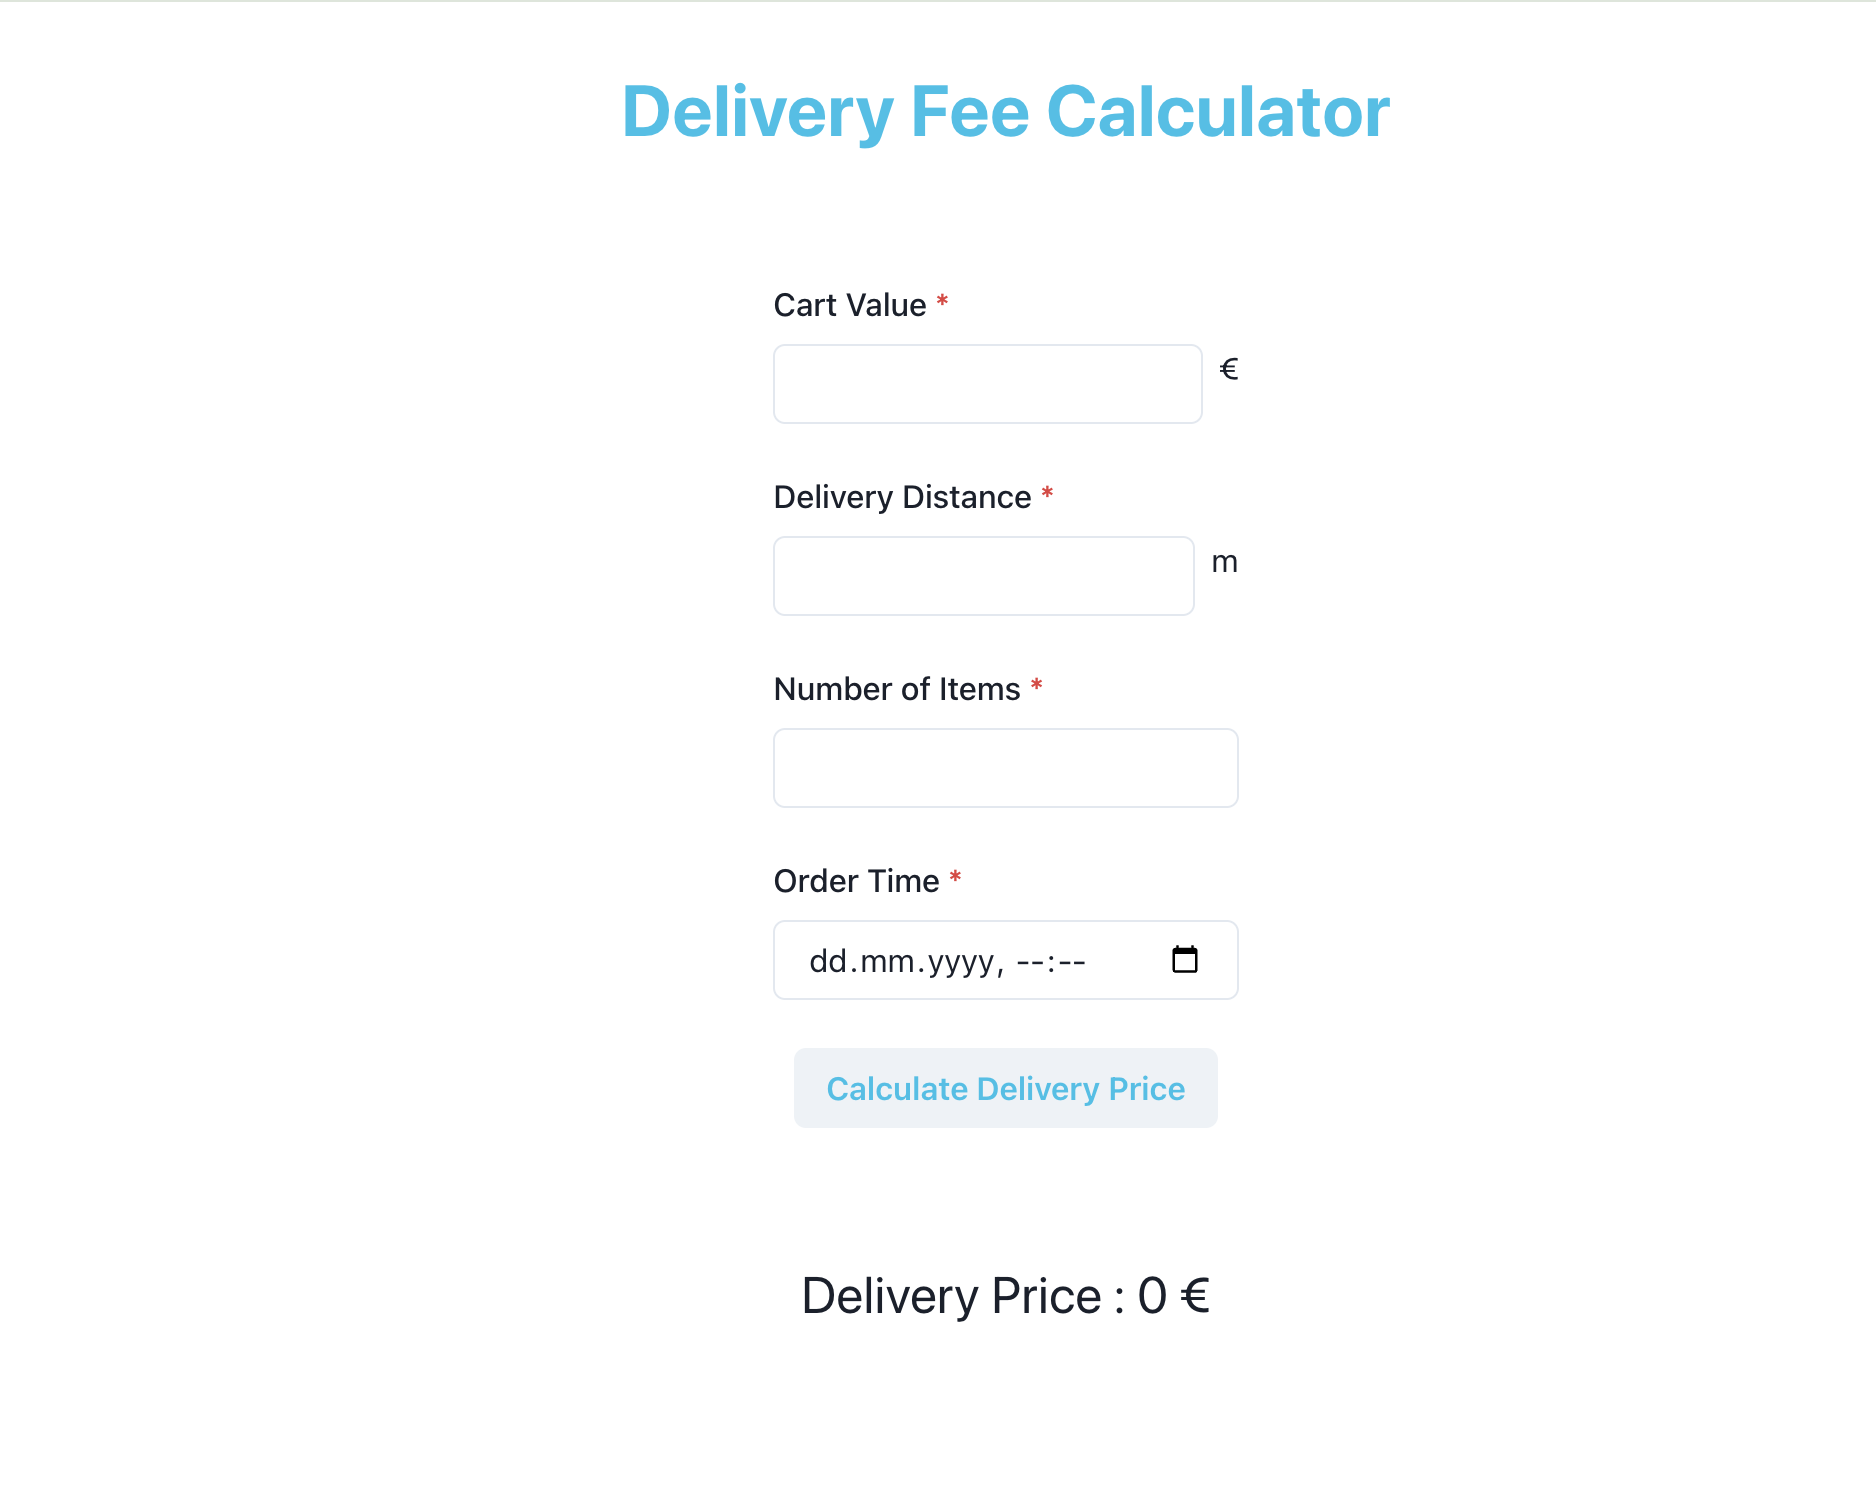 Delivery Fee Calculator
Cart Value *
€
Delivery Distance *
m
Number of Items *
Order Time *
dd.mm.yyyy, --:--
Calculate Delivery Price
Delivery Price : 0 €